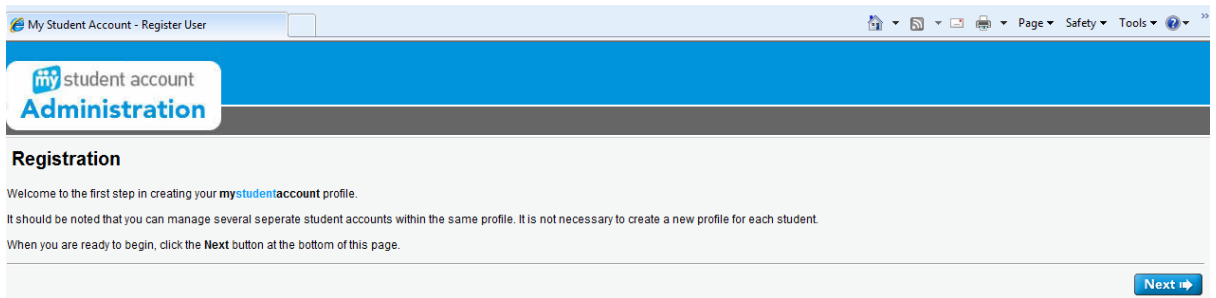 My Student Account - Register User
Page Safety Tools
my student account
Administration
Registration
Welcome to the first step in creating your mystudentaccount profile.
It should be noted that you can manage several seperate student accounts within the same profile. It is not necessary to create a new profile for each student.
When you are ready to begin, click the Next button at the bottom of this page.
Next